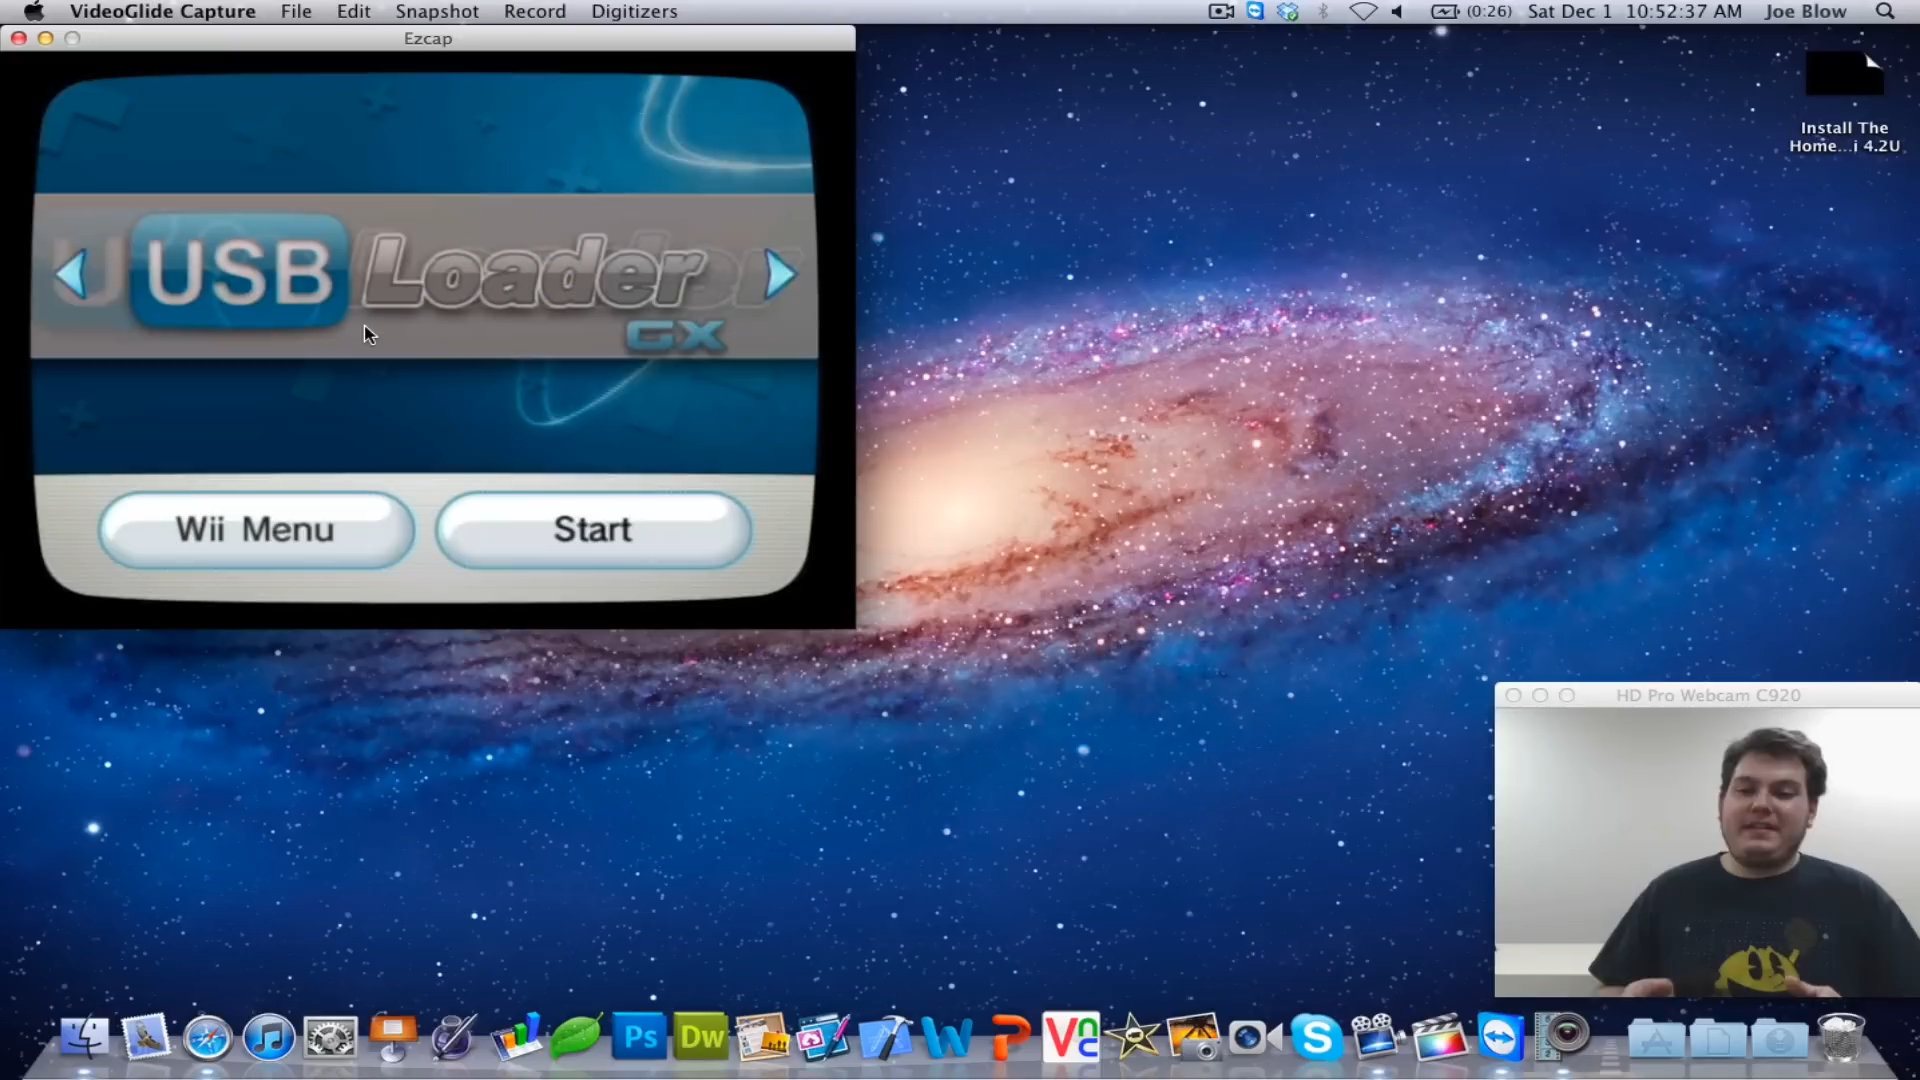 VideoGlide Capture File Edit Snapshot Record Digitizers (0:26) Sat Dec 1 10:52:37 AM Joe Blow
Ezcap
USB Loader
GX
Wii Menu Start
Install The
Home...i 4.2U
HD Pro Webcam C920
Ps Dw W P VNC S